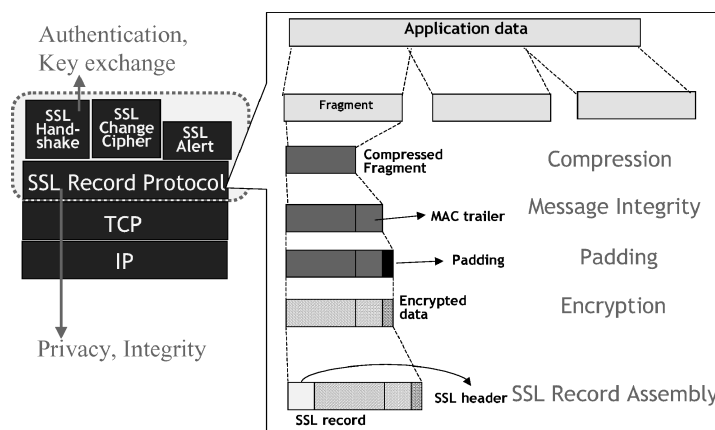 Authentication,
Key exchange
SSL
Hand-
shake
SSL
Change
Cipher
SSL
Alert
SSL Record Protocol
TCP
IP
Privacy, Integrity
Application data
Fragment
Compressed
Fragment
Compression
MAC trailer
Message Integrity
Padding
Padding
Encrypted
data
Encryption
SSL header
SSL Record Assembly
SSL record